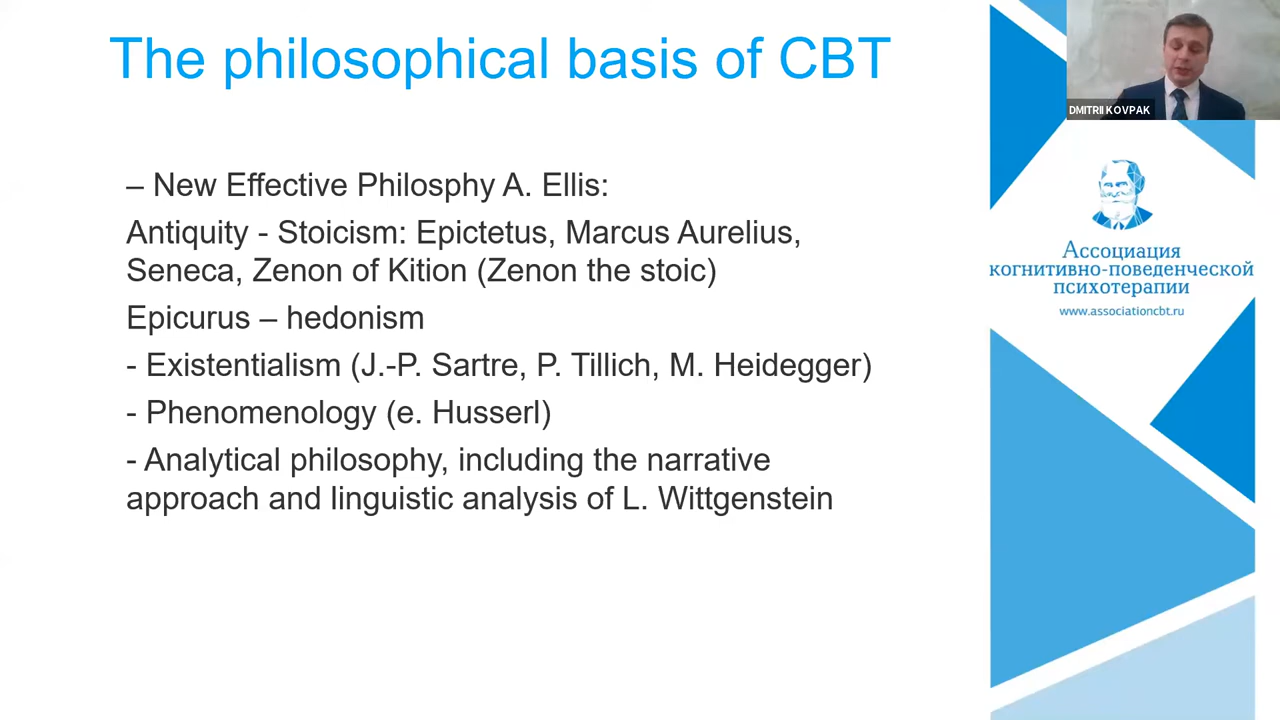 The philosophical basis of CBT
DMITRII KOVPAK
– New Effective Philosphy A. Ellis:
Antiquity - Stoicism: Epictetus, Marcus Aurelius,
Seneca, Zenon of Kition (Zenon the stoic)
Epicurus – hedonism
- Existentialism (J.-P. Sartre, P. Tillich, M. Heidegger)
- Phenomenology (e. Husserl)
- Analytical philosophy, including the narrative
approach and linguistic analysis of L. Wittgenstein
Ассоциация
когнитивно-поведенческой
психотерапии
www.associationcbt.ru